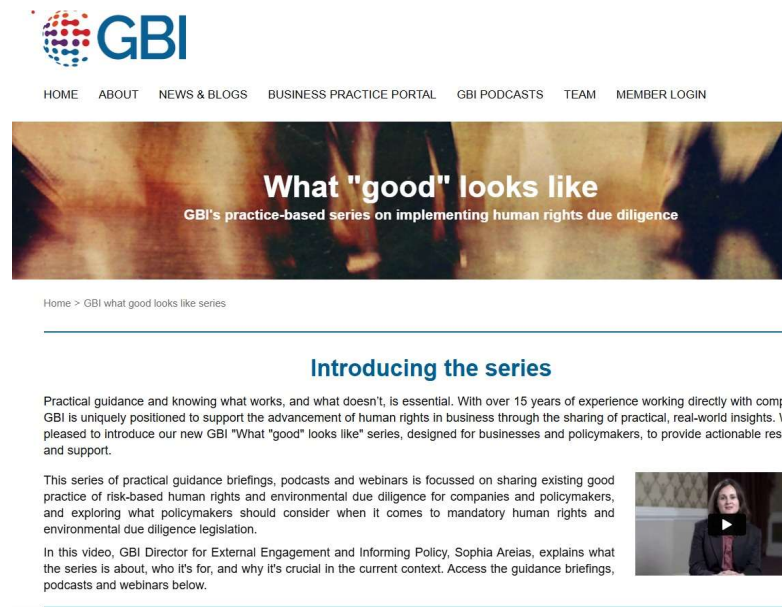 GBI
HOME ABOUT NEWS & BLOGS BUSINESS PRACTICE PORTAL GBI PODCASTS TEAM MEMBER LOGIN
What "good" looks like
GBI's practice-based series on implementing human rights due diligence
Home > GBI what good looks like series
Introducing the series
Practical guidance and knowing what works, and what doesn't, is essential. With over 15 years of experience working directly with
GBI is uniquely positioned to support the advancement of human rights in business through the sharing of practical, real-world insights.
pleased to introduce our new GBI "What "good" looks like" series, designed for businesses and policymakers, to provide actionable
and support.
This series of practical guidance briefings, podcasts and webinars is focussed on sharing existing good
practice of risk-based human rights and environmental due diligence for companies and policymakers,
and exploring what policymakers should consider when it comes to mandatory human rights and
environmental due diligence legislation.
In this video, GBI Director for External Engagement and Informing Policy, Sophia Areias, explains what
the series is about, who it's for, and why it's crucial in the current context. Access the guidance briefings,
podcasts and webinars below.